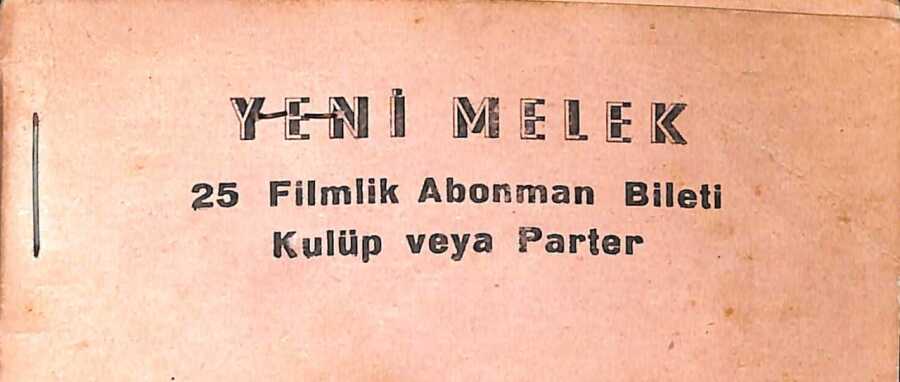 YENİ MELEK
25 Filmlik Abonman Bileti
Kulüp veya Parter